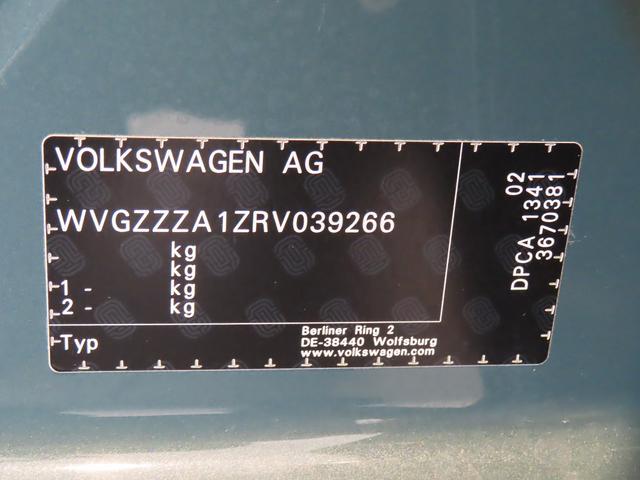 VOLKSWAGEN AG
WVGZZZA1ZRV039266
kg
kg
1 - kg
2 - kg
Typ
Berliner Ring 2
DE-38440 Wolfsburg
www.volkswagen.com
02
DPCA 1341
3670381